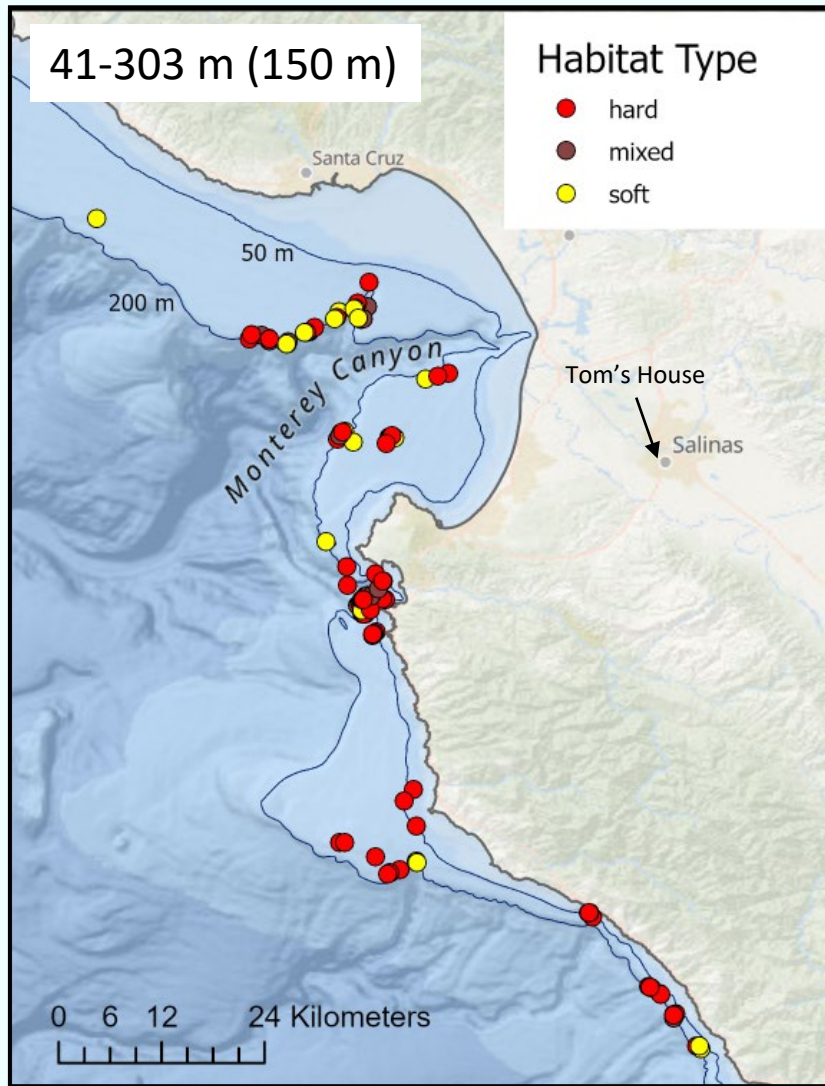 41-303 m (150 m)
Habitat Type
hard
mixed
soft
Santa Cruz
50 m
200 m
Monterey Canyon
Tom’s House
Salinas
0 6 12 24 Kilometers